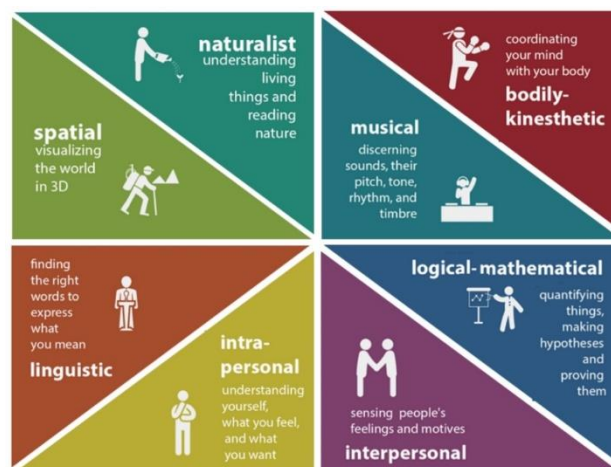 naturalist
understanding
living
things and
reading
nature
spatial
visualizing
the world
in 3D
coordinating
your mind
with your body
bodily-
kinesthetic
musical
discerning
sounds, their
pitch, tone,
rhythm, and
timbre
finding
the right
words to
express
what
you mean
linguistic
intra-
personal
understanding
yourself,
what you feel,
and what
you want
logical-mathematical
quantifying
things,
making
hypotheses
and
proving
them
sensing people's
feelings and motives
interpersonal